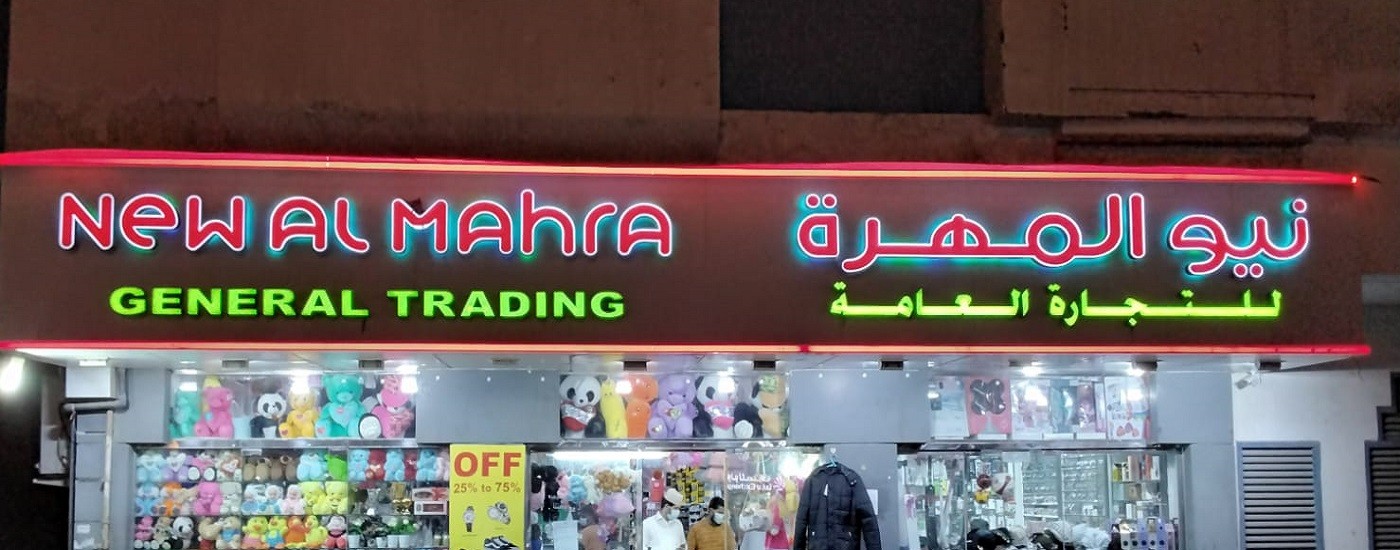 New Al Mahra
نيو المهرة
GENERAL TRADING
للتجارة العامة
OFF
25% to 75%